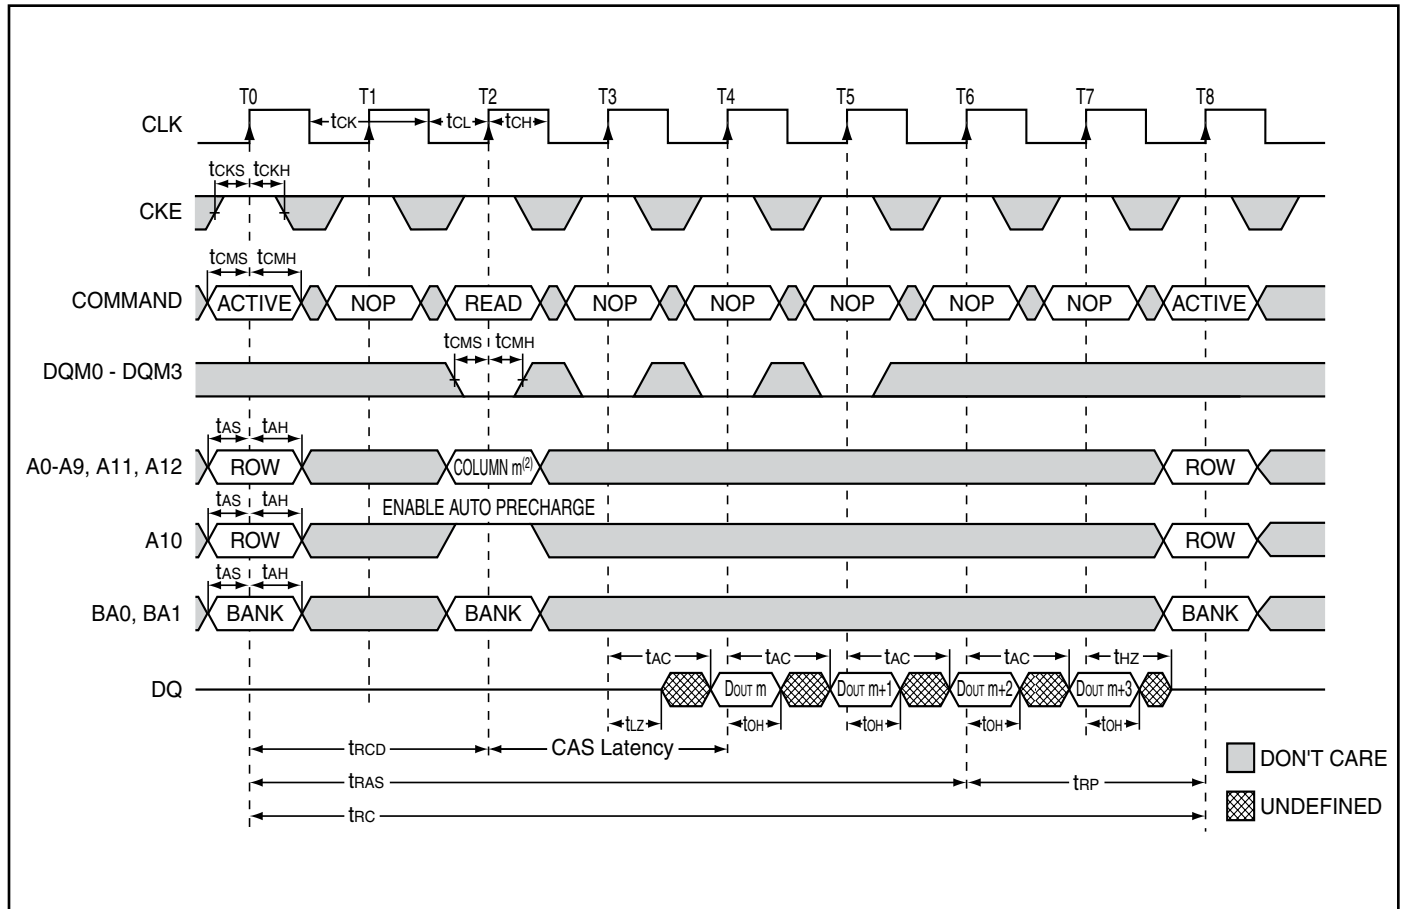 T0 T1 T2 T3 T4 T5 T6 T7 T8
CLK tCK tCL tCH
tCKS tCKH
CKE
tCMS tCMH
COMMAND ACTIVE NOP READ NOP NOP NOP NOP NOP ACTIVE
tCMS tCMH
DQM0 - DQM3
tAS tAH
A0-A9, A11, A12 ROW COLUMN m(2) ROW
tAS tAH ENABLE AUTO PRECHARGE
A10 ROW ROW
tAS tAH
BA0, BA1 BANK BANK BANK
tAC tAC tAC tAC tHZ
DQ DOUT m DOUT m+1 DOUT m+2 DOUT m+3
tLZ tOH tOH tOH tOH
tRCD CAS Latency
DON'T CARE
tRAS tRP
UNDEFINED
tRC